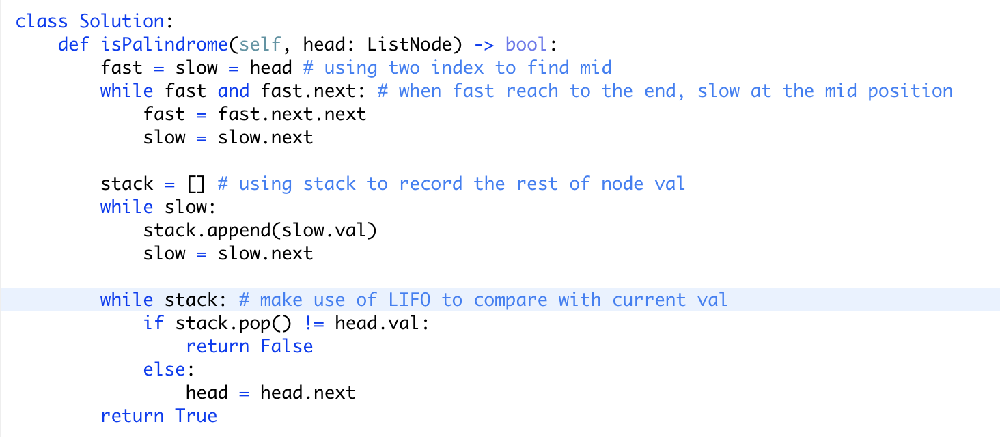 class Solution:
    def isPalindrome(self, head: ListNode) -> bool:
        fast = slow = head # using two index to find mid
        while fast and fast.next: # when fast reach to the end, slow at the mid position
            fast = fast.next.next
            slow = slow.next

        stack = [] # using stack to record the rest of node val
        while slow:
            stack.append(slow.val)
            slow = slow.next

        while stack: # make use of LIFO to compare with current val
            if stack.pop() != head.val:
                return False
            else:
                head = head.next
        return True